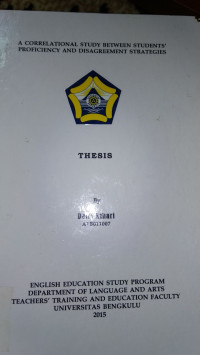 A CORRELATIONAL STUDY BETWEEN STUDENTS'
PROFICIENCY AND DISAGREEMENT STRATEGIES
THESIS
By
ENGLISH EDUCATION STUDY PROGRAM
DEPARTMENT OF LANGUAGE AND ARTS
TEACHERS' TRAINING AND EDUCATION FACULTY
UNIVERSITAS BENGKULU
2015